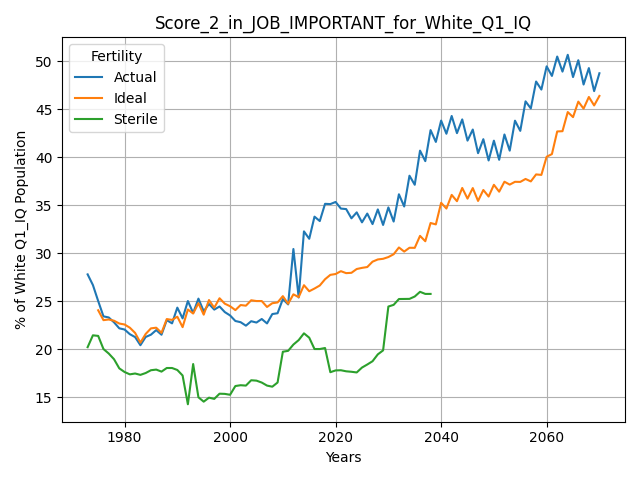 Score_2_in_JOB_IMPORTANT_for_White_Q1_IQ
Fertility
Actual
Ideal
Sterile
% of White Q1_IQ Population
50
45
40
35
30
25
20
15
1980
2000
2020
2040
2060
Years